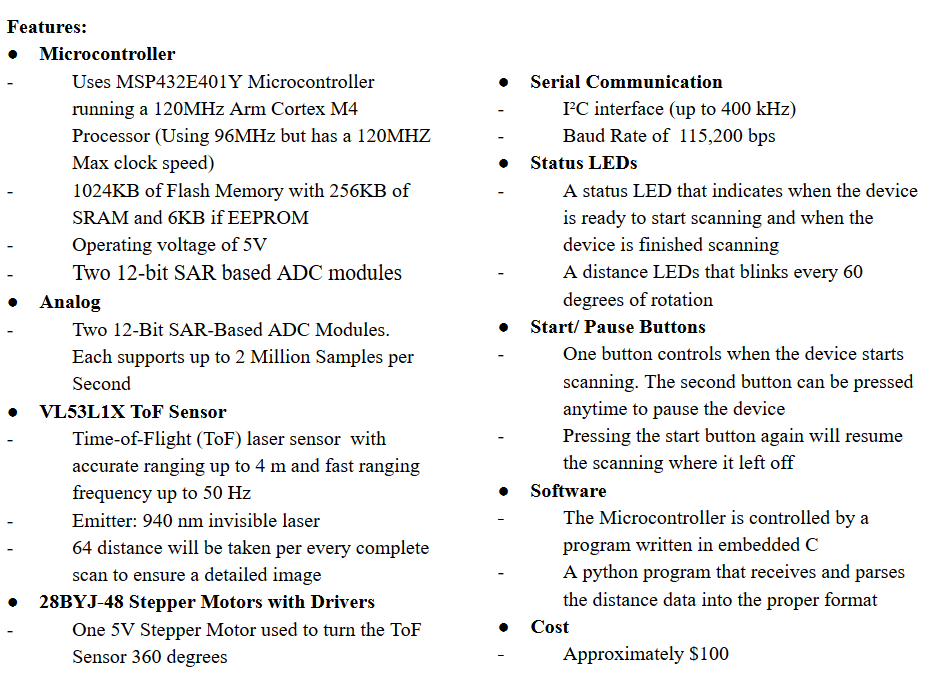 Features:
● Microcontroller
- Uses MSP432E401Y Microcontroller
running a 120MHz Arm Cortex M4
Processor (Using 96MHz but has a 120MHZ
Max clock speed)
- 1024KB of Flash Memory with 256KB of
SRAM and 6KB if EEPROM
- Operating voltage of 5V
- Two 12-bit SAR based ADC modules
● Analog
- Two 12-Bit SAR-Based ADC Modules.
Each supports up to 2 Million Samples per
Second
● VL53L1X ToF Sensor
- Time-of-Flight (ToF) laser sensor with
accurate ranging up to 4 m and fast ranging
frequency up to 50 Hz
- Emitter: 940 nm invisible laser
- 64 distance will be taken per every complete
scan to ensure a detailed image
● 28BYJ-48 Stepper Motors with Drivers
- One 5V Stepper Motor used to turn the ToF
Sensor 360 degrees
● Serial Communication
- I²C interface (up to 400 kHz)
- Baud Rate of 115,200 bps
● Status LEDs
- A status LED that indicates when the device
is ready to start scanning and when the
device is finished scanning
- A distance LEDs that blinks every 60
degrees of rotation
● Start/ Pause Buttons
- One button controls when the device starts
scanning. The second button can be pressed
anytime to pause the device
- Pressing the start button again will resume
the scanning where it left off
● Software
- The Microcontroller is controlled by a
program written in embedded C
- A python program that receives and parses
the distance data into the proper format
● Cost
- Approximately $100